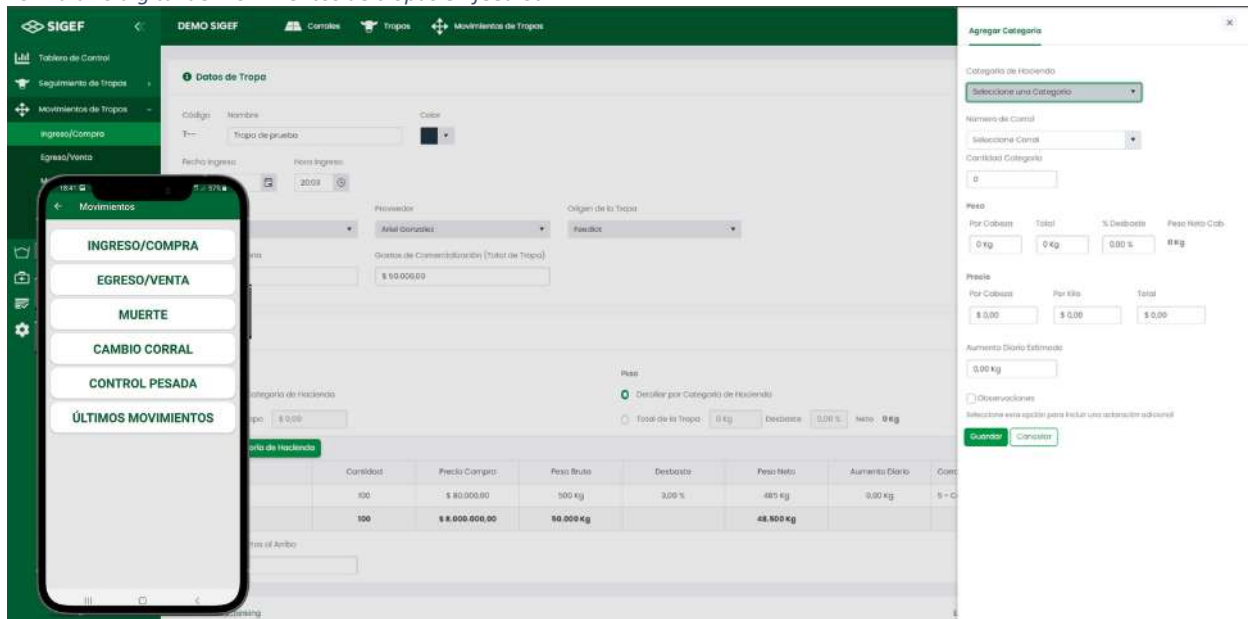 SIGEF
DEMO SIGEF
Corrales
Tropas
Movimientos de Tropas
Tablero de Control
Seguimiento de Tropas
Movimientos de Tropas
Ingreso/Compra
Egreso/Venta
Datos de Tropa
Código
Nombre
Color
T--
Tropa de prueba
Fecha Ingreso
Hora Ingreso
20:03
Proveedor
Origen de la Tropa
Ariel Gonzalez
Feedlot
Gastos de Comercialización (Total de Tropa)
$ 50.000,00
Peso
ategoría de Hacienda
Detallar por Categoría de Hacienda
$ 0,00
Total de la Tropa
0 Kg
Desbaste
0,00 %
Neto
0 Kg
oría de Hacienda
Cantidad
Precio Compra
Peso Bruto
Desbaste
Peso Neto
Aumento Diario
100
$ 80.000,00
500 Kg
3,00 %
485 Kg
0,00 Kg
100
$ 8.000.000,00
50.000 Kg
48.500 Kg
al Arribo
18:41
97%
Movimientos
INGRESO/COMPRA
EGRESO/VENTA
MUERTE
CAMBIO CORRAL
CONTROL PESADA
ÚLTIMOS MOVIMIENTOS
Agregar Categoría
Categoría de Hacienda
Seleccione una Categoría
Número de Corral
Seleccione Corral
Cantidad Categoría
0
Peso
Por Cabeza
Total
% Desbaste
Peso Neto Cab.
0 Kg
0 Kg
0,00 %
0 Kg
Precio
Por Cabeza
Por Kilo
Total
$ 0,00
$ 0,00
$ 0,00
Aumento Diario Estimado
0,00 Kg
Observaciones
Seleccione esta opción para incluir una aclaración adicional
Guardar
Cancelar